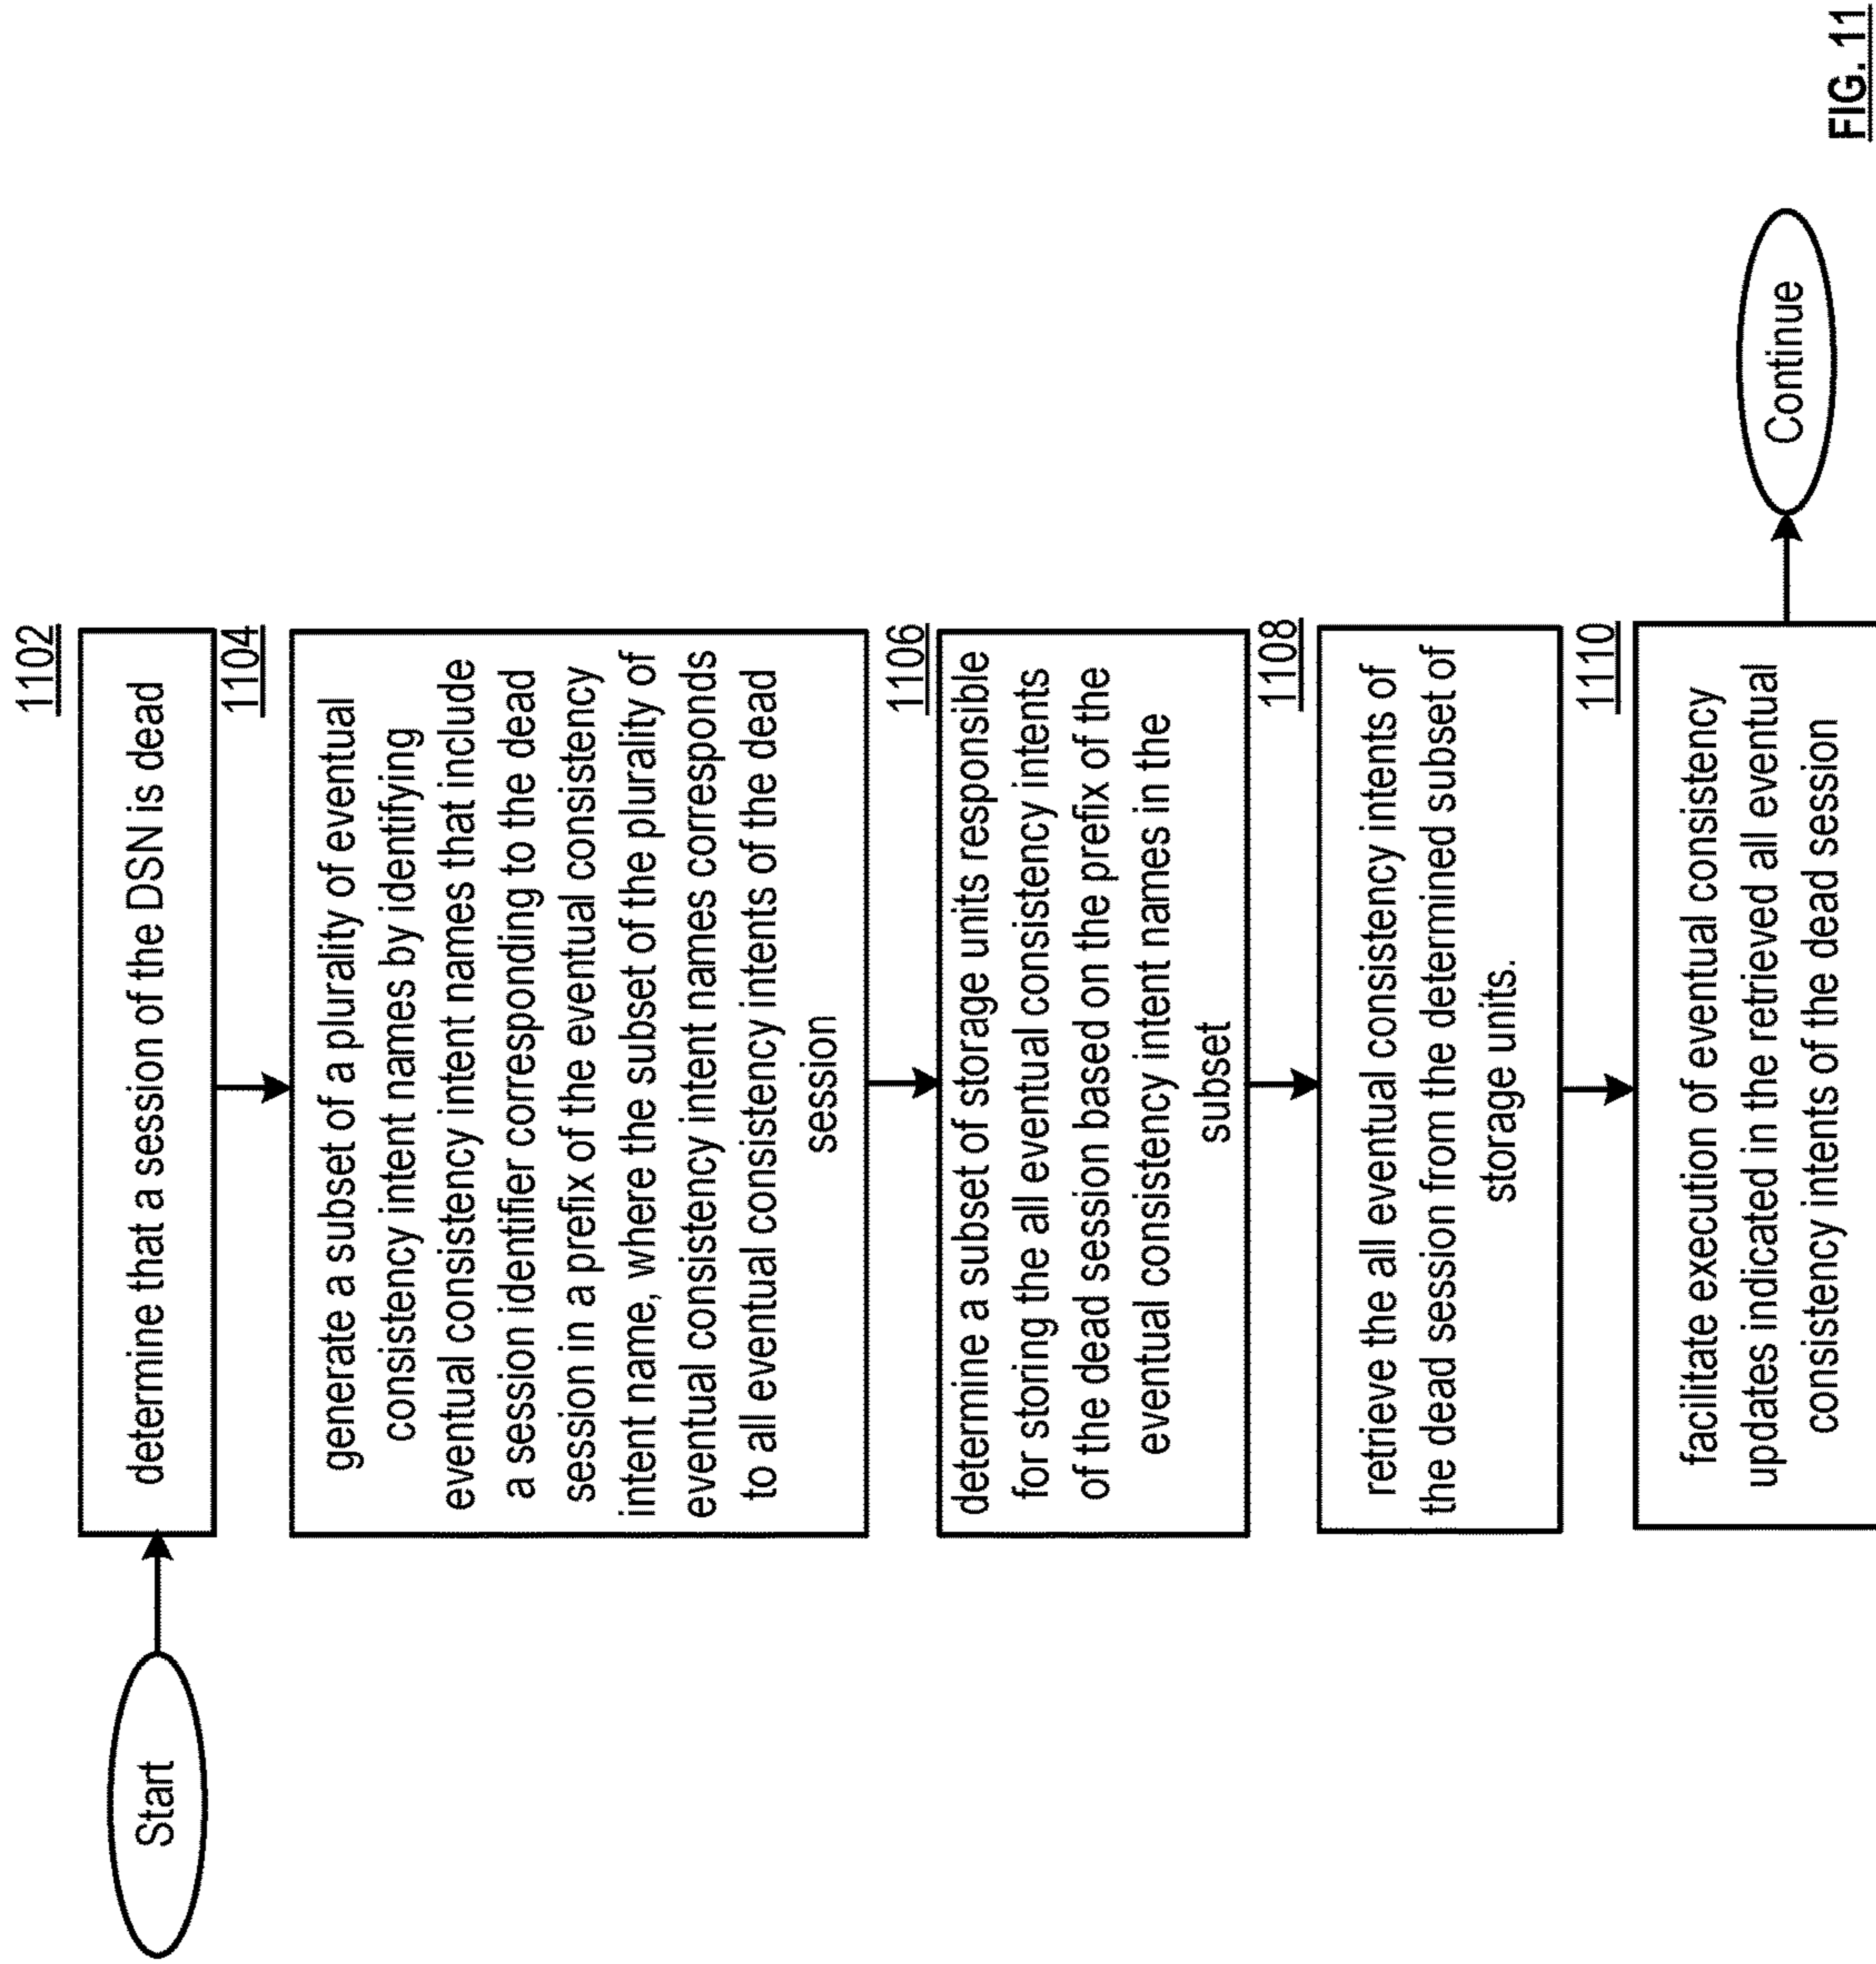 Start
1102
determine that a session of the DSN is dead
1104
generate a subset of a plurality of eventual
consistency intent names by identifying
eventual consistency intent names that include
a session identifier corresponding to the dead
session in a prefix of the eventual consistency
intent name, where the subset of the plurality of
eventual consistency intent names corresponds
to all eventual consistency intents of the dead
session
1106
determine a subset of storage units responsible
for storing the all eventual consistency intents
of the dead session based on the prefix of the
eventual consistency intent names in the
subset
1108
retrieve the all eventual consistency intents of
the dead session from the determined subset of
storage units.
1110
facilitate execution of eventual consistency
updates indicated in the retrieved all eventual
consistency intents of the dead session
Continue
FIG. 11